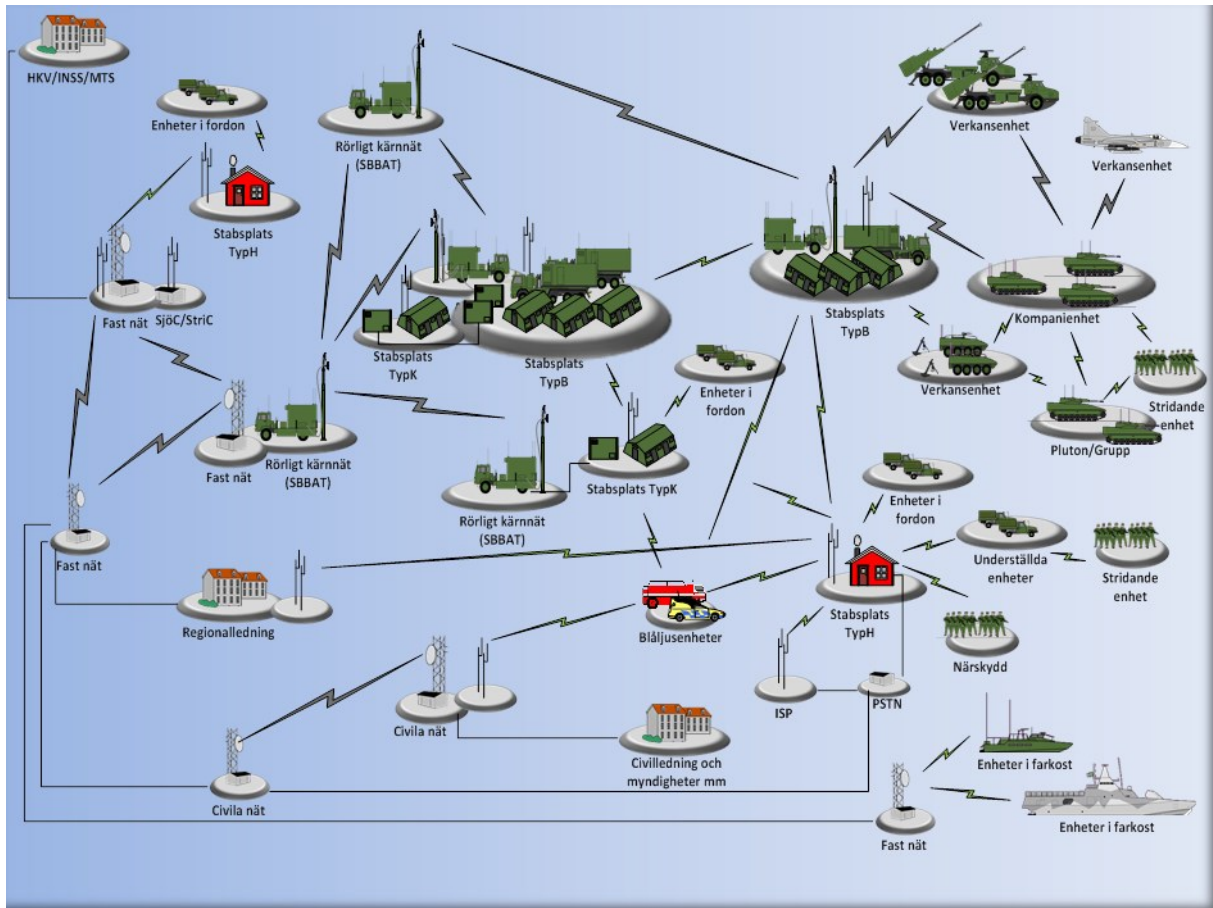 HKV/INSS/MTS
Enheter i fordon
Rörligt kärnnät
(SBBAT)
Verkansenhet
Verkansenhet
Stabsplats
TypH
Fast nät
SjöC/StriC
Stabsplats
TypK
Stabsplats
TypB
Stabsplats
TypB
Kompanienhet
Enheter i
fordon
Verkansenhet
Stridande
enhet
Pluton/Grupp
Fast nät
Rörligt kärnnät
(SBBAT)
Stabsplats TypK
Rörligt kärnnät
(SBBAT)
Enheter i
fordon
Fast nät
Underställda
enheter
Stridande
enhet
Regionalledning
Blåljusenheter
Stabsplats
TypH
Närskydd
ISP
PSTN
Civila nät
Civilledning och
myndigheter mm
Enheter i farkost
Civila nät
Fast nät
Enheter i farkost